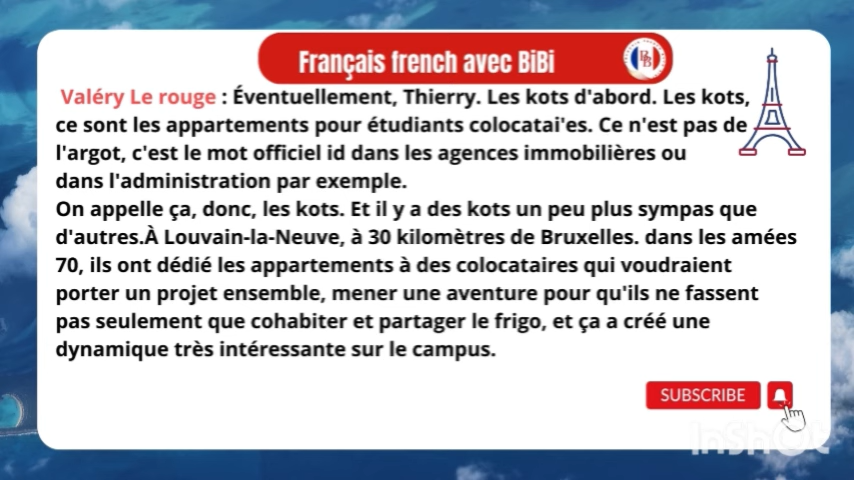 Français french avec BiBi
Valéry Le rouge : Éventuellement, Thierry. Les kots d'abord. Les kots,
ce sont les appartements pour étudiants colocatai'es. Ce n'est pas de
l'argot, c'est le mot officiel id dans les agences immobilières ou
dans l'administration par exemple.
On appelle ça, donc, les kots. Et il y a des kots un peu plus sympas que
d'autres.À Louvain-la-Neuve, à 30 kilomètres de Bruxelles. dans les amées
70, ils ont dédié les appartements à des colocataires qui voudraient
porter un projet ensemble, mener une aventure pour qu'ils ne fassent
pas seulement que cohabiter et partager le frigo, et ça a créé une
dynamique très intéressante sur le campus.
SUBSCRIBE
InShOt